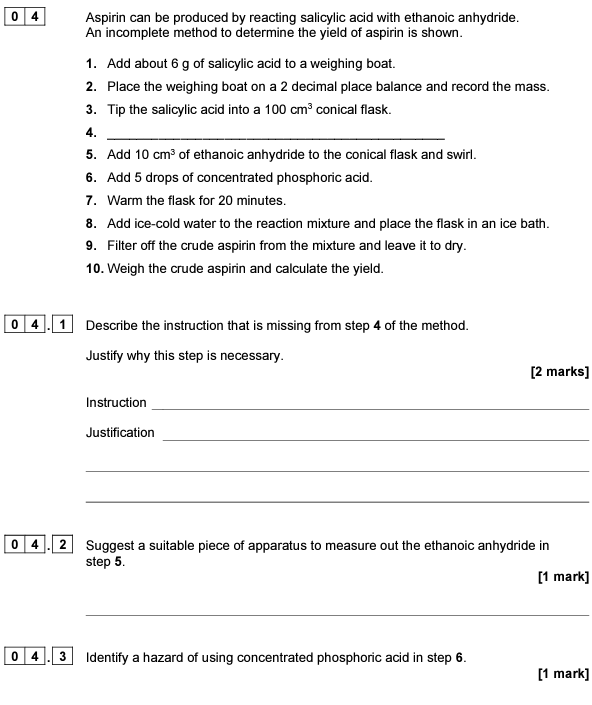 0 4 Aspirin can be produced by reacting salicylic acid with ethanoic anhydride.
An incomplete method to determine the yield of aspirin is shown.
1. Add about 6 g of salicylic acid to a weighing boat.
2. Place the weighing boat on a 2 decimal place balance and record the mass.
3. Tip the salicylic acid into a 100 cm³ conical flask.
4. ________________________________________________
5. Add 10 cm³ of ethanoic anhydride to the conical flask and swirl.
6. Add 5 drops of concentrated phosphoric acid.
7. Warm the flask for 20 minutes.
8. Add ice-cold water to the reaction mixture and place the flask in an ice bath.
9. Filter off the crude aspirin from the mixture and leave it to dry.
10. Weigh the crude aspirin and calculate the yield.
0 4 . 1 Describe the instruction that is missing from step 4 of the method.
Justify why this step is necessary.
[2 marks]
Instruction
Justification
0 4 . 2 Suggest a suitable piece of apparatus to measure out the ethanoic anhydride in
step 5.
[1 mark]
0 4 . 3 Identify a hazard of using concentrated phosphoric acid in step 6.
[1 mark]